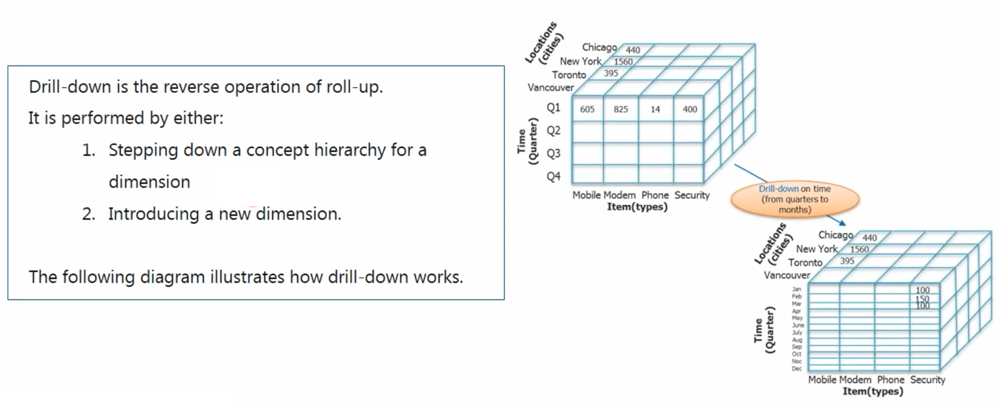 Drill-down is the reverse operation of roll-up.
It is performed by either:
1. Stepping down a concept hierarchy for a
dimension
2. Introducing a new dimension.
The following diagram illustrates how drill-down works.
Locations
(cities)
Chicago 440
New York 1560
Toronto 395
Vancouver
Time
(Quarter)
Q1 605 825 14 400
Q2
Q3
Q4
Mobile Modem Phone Security
Item(types)
Drill-down on time
(from quarters to
months)
Locations
(cities)
Chicago 440
New York 1560
Toronto 395
Vancouver
Time
(Quarter)
Jan 100
Feb 150
Mar 100
Apr
May
June
July
Aug
Sep
Oct
Noc
Dec
Mobile Modem Phone Security
Item(types)